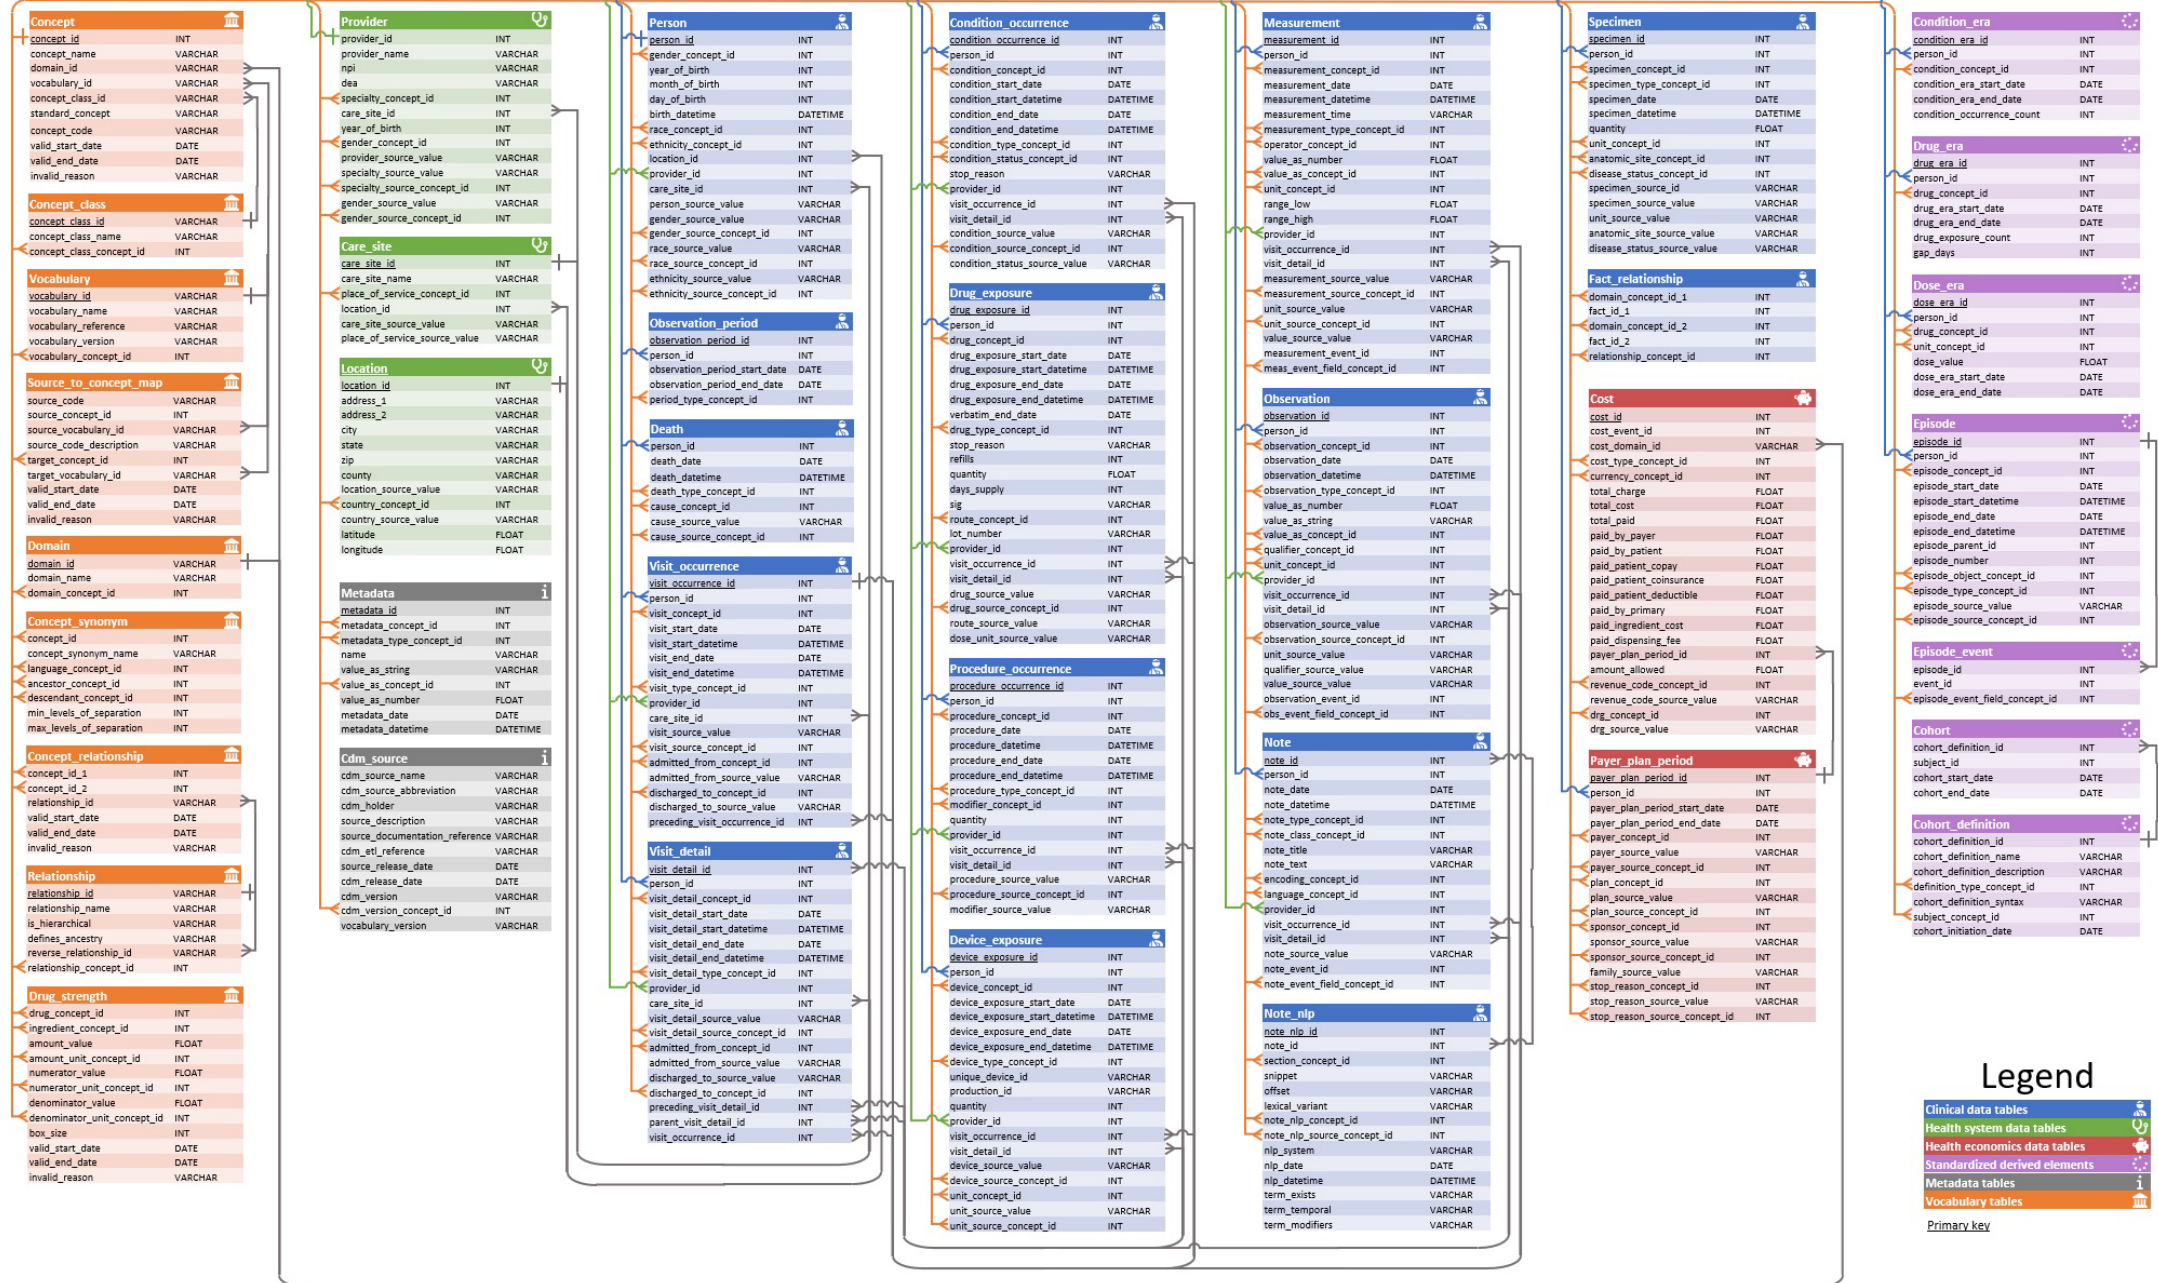 Concept
concept_id INT
concept_name VARCHAR
domain_id VARCHAR
vocabulary_id VARCHAR
concept_class_id VARCHAR
standard_concept VARCHAR
concept_code VARCHAR
valid_start_date DATE
valid_end_date DATE
invalid_reason VARCHAR
Concept_class
concept_class_id VARCHAR
concept_class_name VARCHAR
concept_class_concept_id INT
Vocabulary
vocabulary_id VARCHAR
vocabulary_name VARCHAR
vocabulary_reference VARCHAR
vocabulary_version VARCHAR
vocabulary_concept_id INT
Source_to_concept_map
source_code VARCHAR
source_concept_id INT
source_vocabulary_id VARCHAR
source_code_description VARCHAR
target_concept_id INT
target_vocabulary_id VARCHAR
valid_start_date DATE
valid_end_date DATE
invalid_reason VARCHAR
Domain
domain_id VARCHAR
domain_name VARCHAR
domain_concept_id INT
Concept_synonym
concept_id INT
concept_synonym_name VARCHAR
language_concept_id INT
ancestor_concept_id INT
descendant_concept_id INT
min_levels_of_separation INT
max_levels_of_separation INT
Concept_relationship
concept_id_1 INT
concept_id_2 INT
relationship_id VARCHAR
valid_start_date DATE
valid_end_date DATE
invalid_reason VARCHAR
Relationship
relationship_id VARCHAR
relationship_name VARCHAR
is_hierarchical VARCHAR
defines_ancestry VARCHAR
reverse_relationship_id VARCHAR
relationship_concept_id INT
Drug_strength
drug_concept_id INT
ingredient_concept_id INT
amount_value FLOAT
amount_unit_concept_id INT
numerator_value FLOAT
numerator_unit_concept_id INT
denominator_value FLOAT
denominator_unit_concept_id INT
box_size INT
valid_start_date DATE
valid_end_date DATE
invalid_reason VARCHAR
Provider
provider_id INT
provider_name VARCHAR
npi VARCHAR
dea VARCHAR
specialty_concept_id INT
care_site_id INT
year_of_birth INT
gender_concept_id INT
provider_source_value VARCHAR
specialty_source_value VARCHAR
specialty_source_concept_id INT
gender_source_value VARCHAR
gender_source_concept_id INT
Care_site
care_site_id INT
care_site_name VARCHAR
place_of_service_concept_id INT
location_id INT
care_site_source_value VARCHAR
place_of_service_source_value VARCHAR
Location
location_id INT
address_1 VARCHAR
address_2 VARCHAR
city VARCHAR
state VARCHAR
zip VARCHAR
county VARCHAR
location_source_value VARCHAR
country_concept_id INT
country_source_value VARCHAR
latitude FLOAT
longitude FLOAT
Metadata i
metadata_id INT
metadata_concept_id INT
metadata_type_concept_id INT
name VARCHAR
value_as_string VARCHAR
value_as_concept_id INT
value_as_number FLOAT
metadata_date DATE
metadata_datetime DATETIME
Cdm_source i
cdm_source_name VARCHAR
cdm_source_abbreviation VARCHAR
cdm_holder VARCHAR
source_description VARCHAR
source_documentation_reference VARCHAR
cdm_etl_reference VARCHAR
source_release_date DATE
cdm_release_date DATE
cdm_version VARCHAR
cdm_version_concept_id INT
vocabulary_version VARCHAR
Person
person_id INT
gender_concept_id INT
year_of_birth INT
month_of_birth INT
day_of_birth INT
birth_datetime DATETIME
race_concept_id INT
ethnicity_concept_id INT
location_id INT
provider_id INT
care_site_id INT
person_source_value VARCHAR
gender_source_value VARCHAR
gender_source_concept_id INT
race_source_value VARCHAR
race_source_concept_id INT
ethnicity_source_value VARCHAR
ethnicity_source_concept_id INT
Observation_period
observation_period_id INT
person_id INT
observation_period_start_date DATE
observation_period_end_date DATE
period_type_concept_id INT
Death
person_id INT
death_date DATE
death_datetime DATETIME
death_type_concept_id INT
cause_concept_id INT
cause_source_value VARCHAR
cause_source_concept_id INT
Visit_occurrence
visit_occurrence_id INT
person_id INT
visit_concept_id INT
visit_start_date DATE
visit_start_datetime DATETIME
visit_end_date DATE
visit_end_datetime DATETIME
visit_type_concept_id INT
provider_id INT
care_site_id INT
visit_source_value VARCHAR
visit_source_concept_id INT
admitted_from_concept_id INT
admitted_from_source_value VARCHAR
discharged_to_concept_id INT
discharged_to_source_value VARCHAR
preceding_visit_occurrence_id INT
Visit_detail
visit_detail_id INT
person_id INT
visit_detail_concept_id INT
visit_detail_start_date DATE
visit_detail_start_datetime DATETIME
visit_detail_end_date DATE
visit_detail_end_datetime DATETIME
visit_detail_type_concept_id INT
provider_id INT
care_site_id INT
visit_detail_source_value VARCHAR
visit_detail_source_concept_id INT
admitted_from_concept_id INT
admitted_from_source_value VARCHAR
discharged_to_source_value VARCHAR
discharged_to_concept_id INT
preceding_visit_detail_id INT
parent_visit_detail_id INT
visit_occurrence_id INT
Condition_occurrence
condition_occurrence_id INT
person_id INT
condition_concept_id INT
condition_start_date DATE
condition_start_datetime DATETIME
condition_end_date DATE
condition_end_datetime DATETIME
condition_type_concept_id INT
condition_status_concept_id INT
stop_reason VARCHAR
provider_id INT
visit_occurrence_id INT
visit_detail_id INT
condition_source_value VARCHAR
condition_source_concept_id INT
condition_status_source_value VARCHAR
Drug_exposure
drug_exposure_id INT
person_id INT
drug_concept_id INT
drug_exposure_start_date DATE
drug_exposure_start_datetime DATETIME
drug_exposure_end_date DATE
drug_exposure_end_datetime DATETIME
verbatim_end_date DATE
drug_type_concept_id INT
stop_reason VARCHAR
refills INT
quantity FLOAT
days_supply INT
sig VARCHAR
route_concept_id INT
lot_number VARCHAR
provider_id INT
visit_occurrence_id INT
visit_detail_id INT
drug_source_value VARCHAR
drug_source_concept_id INT
route_source_value VARCHAR
dose_unit_source_value VARCHAR
Procedure_occurrence
procedure_occurrence_id INT
person_id INT
procedure_concept_id INT
procedure_date DATE
procedure_datetime DATETIME
procedure_end_date DATE
procedure_end_datetime DATETIME
procedure_type_concept_id INT
modifier_concept_id INT
quantity INT
provider_id INT
visit_occurrence_id INT
visit_detail_id INT
procedure_source_value VARCHAR
procedure_source_concept_id INT
modifier_source_value VARCHAR
Device_exposure
device_exposure_id INT
person_id INT
device_concept_id INT
device_exposure_start_date DATE
device_exposure_start_datetime DATETIME
device_exposure_end_date DATE
device_exposure_end_datetime DATETIME
device_type_concept_id INT
unique_device_id VARCHAR
production_id VARCHAR
quantity INT
provider_id INT
visit_occurrence_id INT
visit_detail_id INT
device_source_value VARCHAR
device_source_concept_id INT
unit_concept_id INT
unit_source_value VARCHAR
unit_source_concept_id INT
Measurement
measurement_id INT
person_id INT
measurement_concept_id INT
measurement_date DATE
measurement_datetime DATETIME
measurement_time VARCHAR
measurement_type_concept_id INT
operator_concept_id INT
value_as_number FLOAT
value_as_concept_id INT
unit_concept_id INT
range_low FLOAT
range_high FLOAT
provider_id INT
visit_occurrence_id INT
visit_detail_id INT
measurement_source_value VARCHAR
measurement_source_concept_id INT
unit_source_value VARCHAR
unit_source_concept_id INT
value_source_value VARCHAR
measurement_event_id INT
meas_event_field_concept_id INT
Observation
observation_id INT
person_id INT
observation_concept_id INT
observation_date DATE
observation_datetime DATETIME
observation_type_concept_id INT
value_as_number FLOAT
value_as_string VARCHAR
value_as_concept_id INT
qualifier_concept_id INT
unit_concept_id INT
provider_id INT
visit_occurrence_id INT
visit_detail_id INT
observation_source_value VARCHAR
observation_source_concept_id INT
unit_source_value VARCHAR
qualifier_source_value VARCHAR
value_source_value VARCHAR
observation_event_id INT
obs_event_field_concept_id INT
Note
note_id INT
person_id INT
note_date DATE
note_datetime DATETIME
note_type_concept_id INT
note_class_concept_id INT
note_title VARCHAR
note_text VARCHAR
encoding_concept_id INT
language_concept_id INT
provider_id INT
visit_occurrence_id INT
visit_detail_id INT
note_source_value VARCHAR
note_event_id INT
note_event_field_concept_id INT
Note_nlp
note_nlp_id INT
note_id INT
section_concept_id INT
snippet VARCHAR
offset VARCHAR
lexical_variant VARCHAR
note_nlp_concept_id INT
note_nlp_source_concept_id INT
nlp_system VARCHAR
nlp_date DATE
nlp_datetime DATETIME
term_exists VARCHAR
term_temporal VARCHAR
term_modifiers VARCHAR
Specimen
specimen_id INT
person_id INT
specimen_concept_id INT
specimen_type_concept_id INT
specimen_date DATE
specimen_datetime DATETIME
quantity FLOAT
unit_concept_id INT
anatomic_site_concept_id INT
disease_status_concept_id INT
specimen_source_id VARCHAR
specimen_source_value VARCHAR
unit_source_value VARCHAR
anatomic_site_source_value VARCHAR
disease_status_source_value VARCHAR
Fact_relationship
domain_concept_id_1 INT
fact_id_1 INT
domain_concept_id_2 INT
fact_id_2 INT
relationship_concept_id INT
Cost
cost_id INT
cost_event_id INT
cost_domain_id VARCHAR
cost_type_concept_id INT
currency_concept_id INT
total_charge FLOAT
total_cost FLOAT
total_paid FLOAT
paid_by_payer FLOAT
paid_by_patient FLOAT
paid_patient_copay FLOAT
paid_patient_coinsurance FLOAT
paid_patient_deductible FLOAT
paid_by_primary FLOAT
paid_ingredient_cost FLOAT
paid_dispensing_fee FLOAT
payer_plan_period_id INT
amount_allowed FLOAT
revenue_code_concept_id INT
revenue_code_source_value VARCHAR
drg_concept_id INT
drg_source_value VARCHAR
Payer_plan_period
payer_plan_period_id INT
person_id INT
payer_plan_period_start_date DATE
payer_plan_period_end_date DATE
payer_concept_id INT
payer_source_value VARCHAR
payer_source_concept_id INT
plan_concept_id INT
plan_source_value VARCHAR
plan_source_concept_id INT
sponsor_concept_id INT
sponsor_source_value VARCHAR
sponsor_source_concept_id INT
family_source_value VARCHAR
stop_reason_concept_id INT
stop_reason_source_value VARCHAR
stop_reason_source_concept_id INT
Condition_era
condition_era_id INT
person_id INT
condition_concept_id INT
condition_era_start_date DATE
condition_era_end_date DATE
condition_occurrence_count INT
Drug_era
drug_era_id INT
person_id INT
drug_concept_id INT
drug_era_start_date DATE
drug_era_end_date DATE
drug_exposure_count INT
gap_days INT
Dose_era
dose_era_id INT
person_id INT
drug_concept_id INT
unit_concept_id INT
dose_value FLOAT
dose_era_start_date DATE
dose_era_end_date DATE
Episode
episode_id INT
person_id INT
episode_concept_id INT
episode_start_date DATE
episode_start_datetime DATETIME
episode_end_date DATE
episode_end_datetime DATETIME
episode_parent_id INT
episode_number INT
episode_object_concept_id INT
episode_type_concept_id INT
episode_source_value VARCHAR
episode_source_concept_id INT
Episode_event
episode_id INT
event_id INT
episode_event_field_concept_id INT
Cohort
cohort_definition_id INT
subject_id INT
cohort_start_date DATE
cohort_end_date DATE
Cohort_definition
cohort_definition_id INT
cohort_definition_name VARCHAR
cohort_definition_description VARCHAR
definition_type_concept_id INT
cohort_definition_syntax VARCHAR
subject_concept_id INT
cohort_initiation_date DATE
Legend
Clinical data tables
Health system data tables
Health economics data tables
Standardized derived elements
Metadata tables i
Vocabulary tables
Primary key